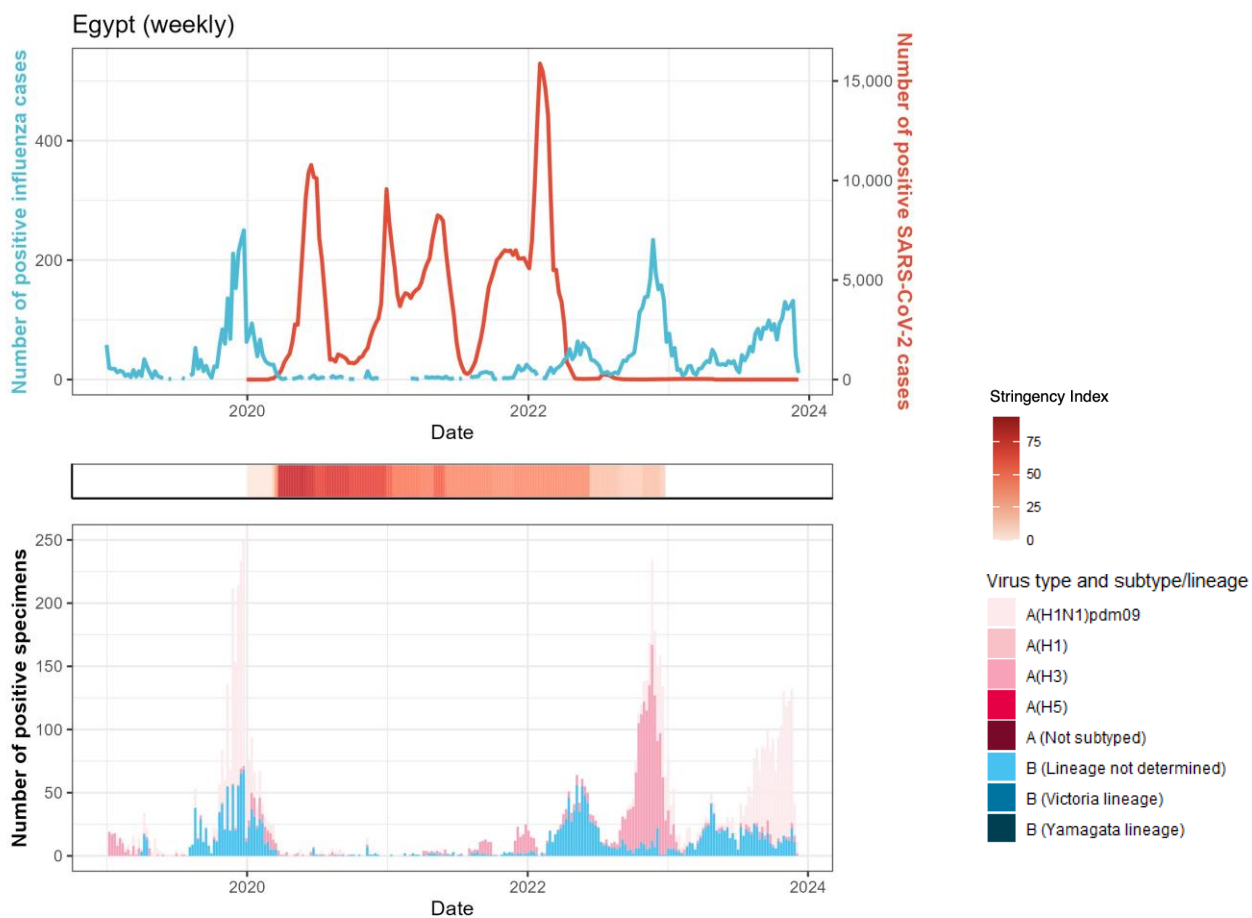 Egypt (weekly)
Number of positive influenza cases
Number of positive SARS-CoV-2 cases
400
200
0
15,000
10,000
5,000
0
2020
2022
2024
Date
Stringency Index
75
50
25
0
Number of positive specimens
250
200
150
100
50
0
2020
2022
2024
Date
Virus type and subtype/lineage
A(H1N1)pdm09
A(H1)
A(H3)
A(H5)
A (Not subtyped)
B (Lineage not determined)
B (Victoria lineage)
B (Yamagata lineage)